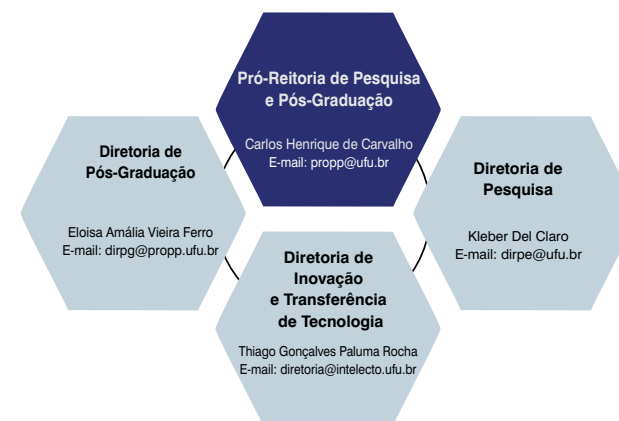 Pró-Reitoria de Pesquisa
e Pós-Graduação
Carlos Henrique de Carvalho
E-mail: propp@ufu.br
Diretoria de
Pós-Graduação
Eloisa Amália Vieira Ferro
E-mail: dirpg@propp.ufu.br
Diretoria de
Pesquisa
Kleber Del Claro
E-mail: dirpe@ufu.br
Diretoria de
Inovação
e Transferência
de Tecnologia
Thiago Gonçalves Paluma Rocha
E-mail: diretoria@intelecto.ufu.br